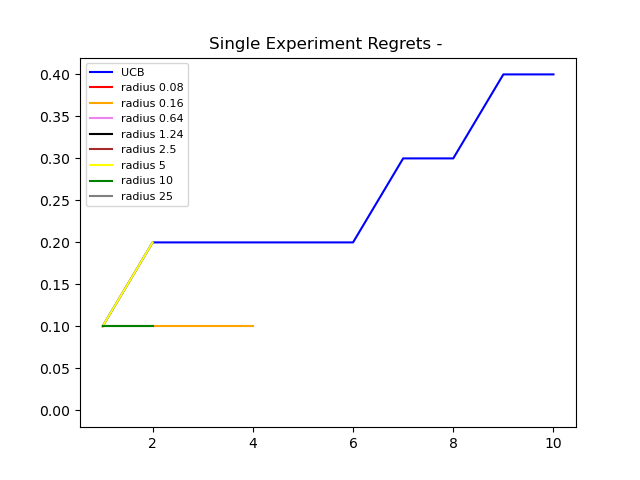 Single Experiment Regrets -
0.40
0.35
0.30
0.25
0.20
0.15
0.10
0.05
0.00
UCB
radius 0.08
radius 0.16
radius 0.64
radius 1.24
radius 2.5
radius 5
radius 10
radius 25
2 4 6 8 10